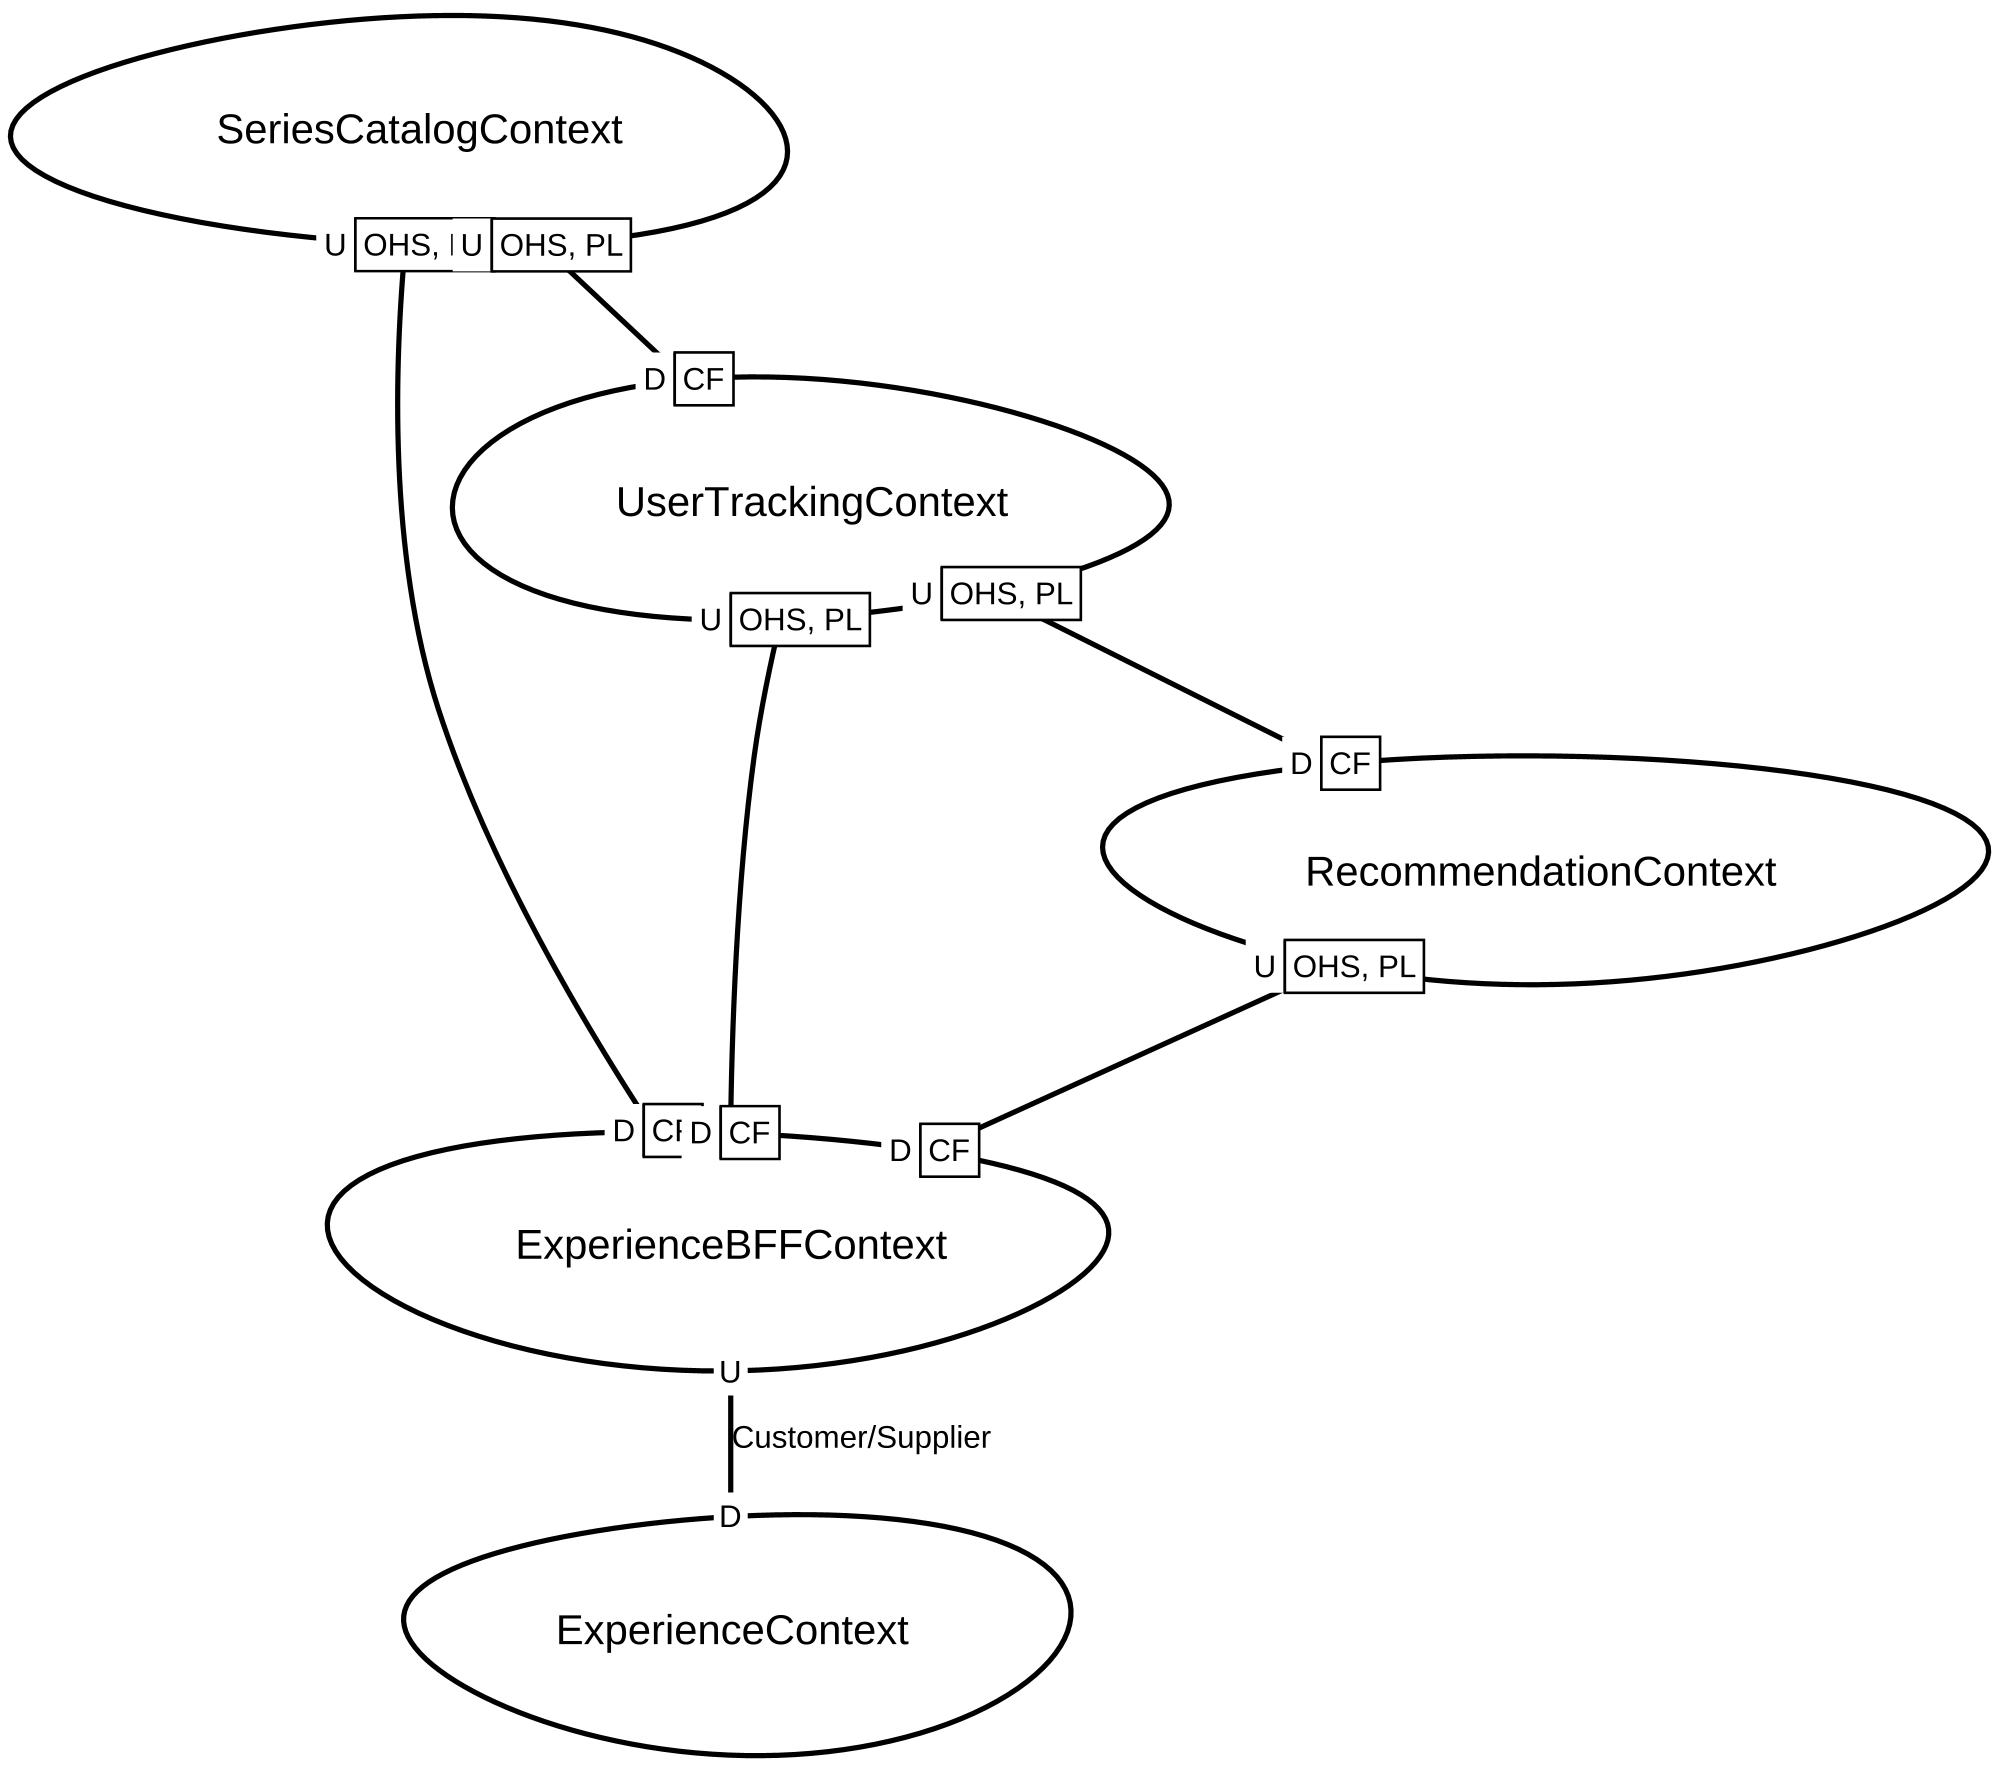 SeriesCatalogContext
U OHS, U OHS, PL
D CF
UserTrackingContext
U OHS, PL
U OHS, PL
D CF
RecommendationContext
U OHS, PL
D D CF
D CF
ExperienceBFFContext
U
Customer/Supplier
D
ExperienceContext